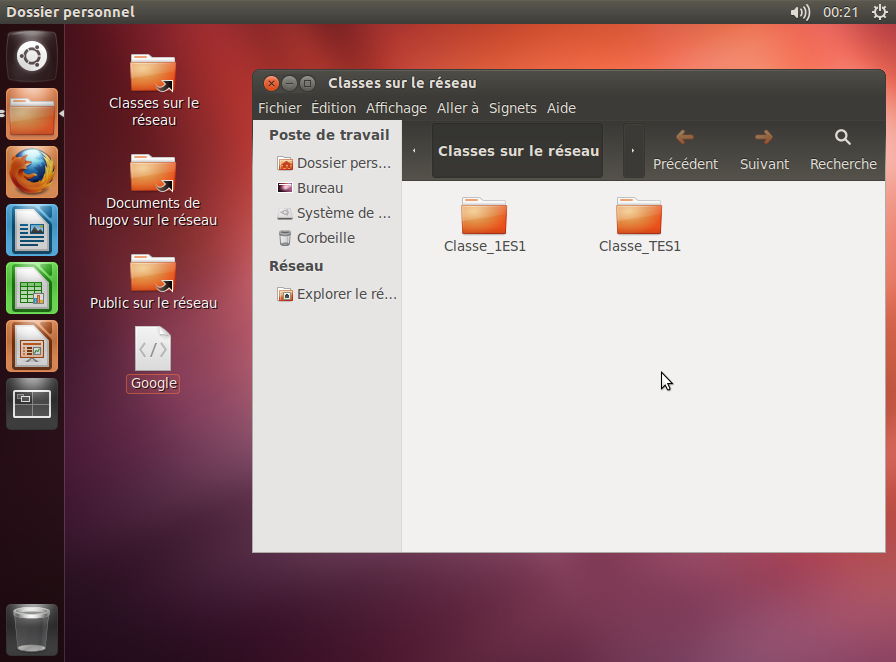 Dossier personnel
00:21
Classes sur le
réseau
Documents de
hugov sur le réseau
Public sur le réseau
Google
Classes sur le réseau
Fichier Édition Affichage Aller à Signets Aide
Poste de travail
Dossier pers...
Bureau
Système de ...
Corbeille
Réseau
Explorer le ré...
Classes sur le réseau
Précédent
Suivant
Recherche
Classe_1ES1
Classe_TES1